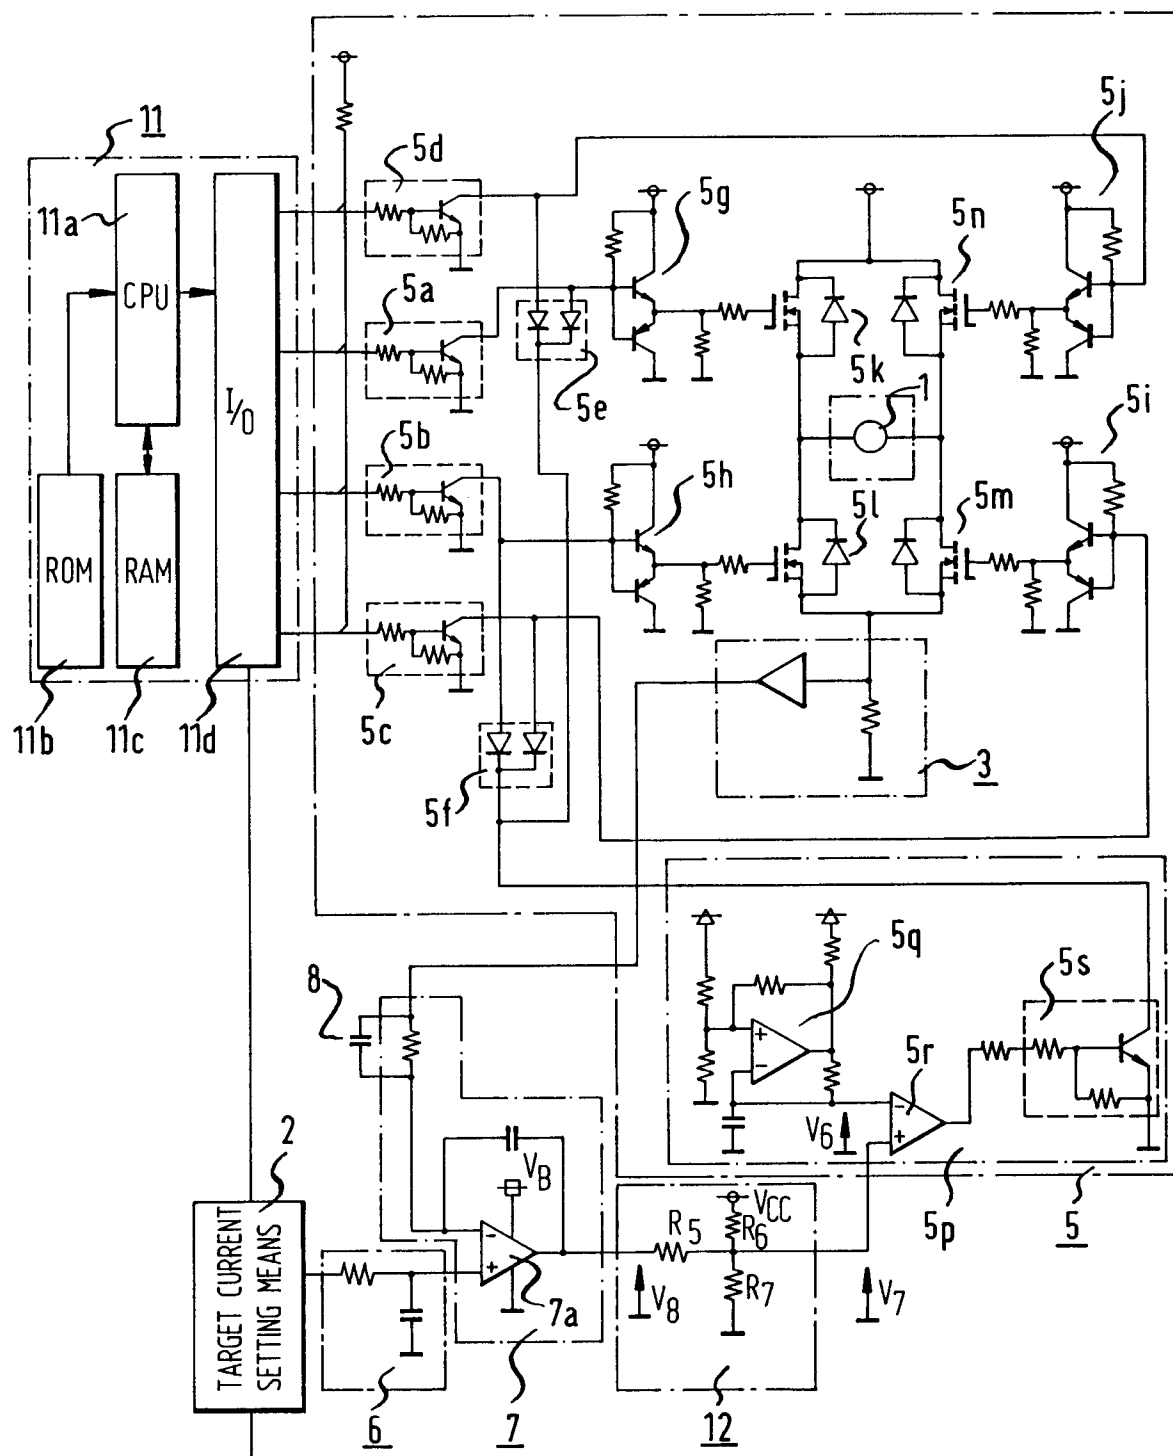 11
11a
CPU
I/O
ROM
RAM
11b
11c
11d
5d
5a
5b
5c
5e
5f
5g
5h
5j
5n
5k
1
5i
5l
5m
3
8
5q
5s
5r
V6
5p
5
2
TARGET CURRENT
SETTING MEANS
6
VB
7a
7
R5
VCC
R6
R7
V8
V7
12